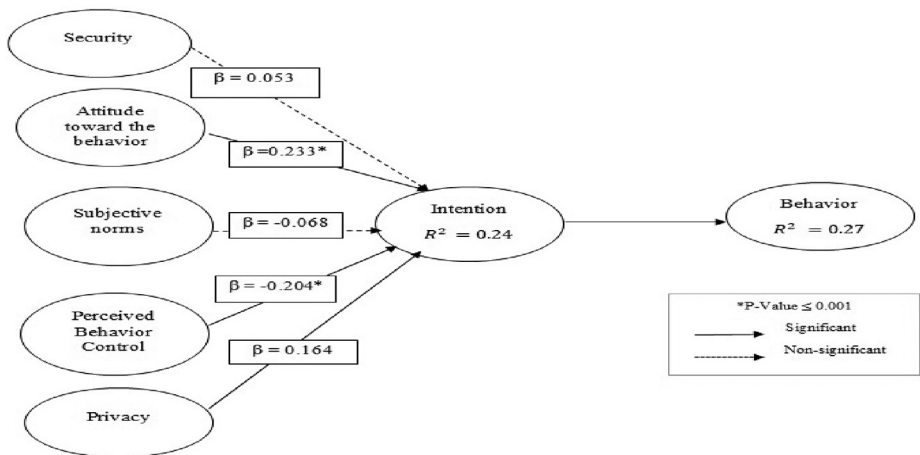 Security
β = 0.053
Attitude
toward the
behavior
β =0.233*
Subjective
norms
β = -0.068
Intention
R² = 0.24
Behavior
R² = 0.27
β = -0.204*
Perceived
Behavior
Control
β = 0.164
Privacy
*P-Value ≤ 0.001
Significant
Non-significant